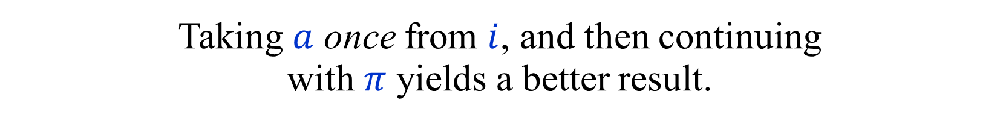 Taking a once from i, and then continuing
with π yields a better result.